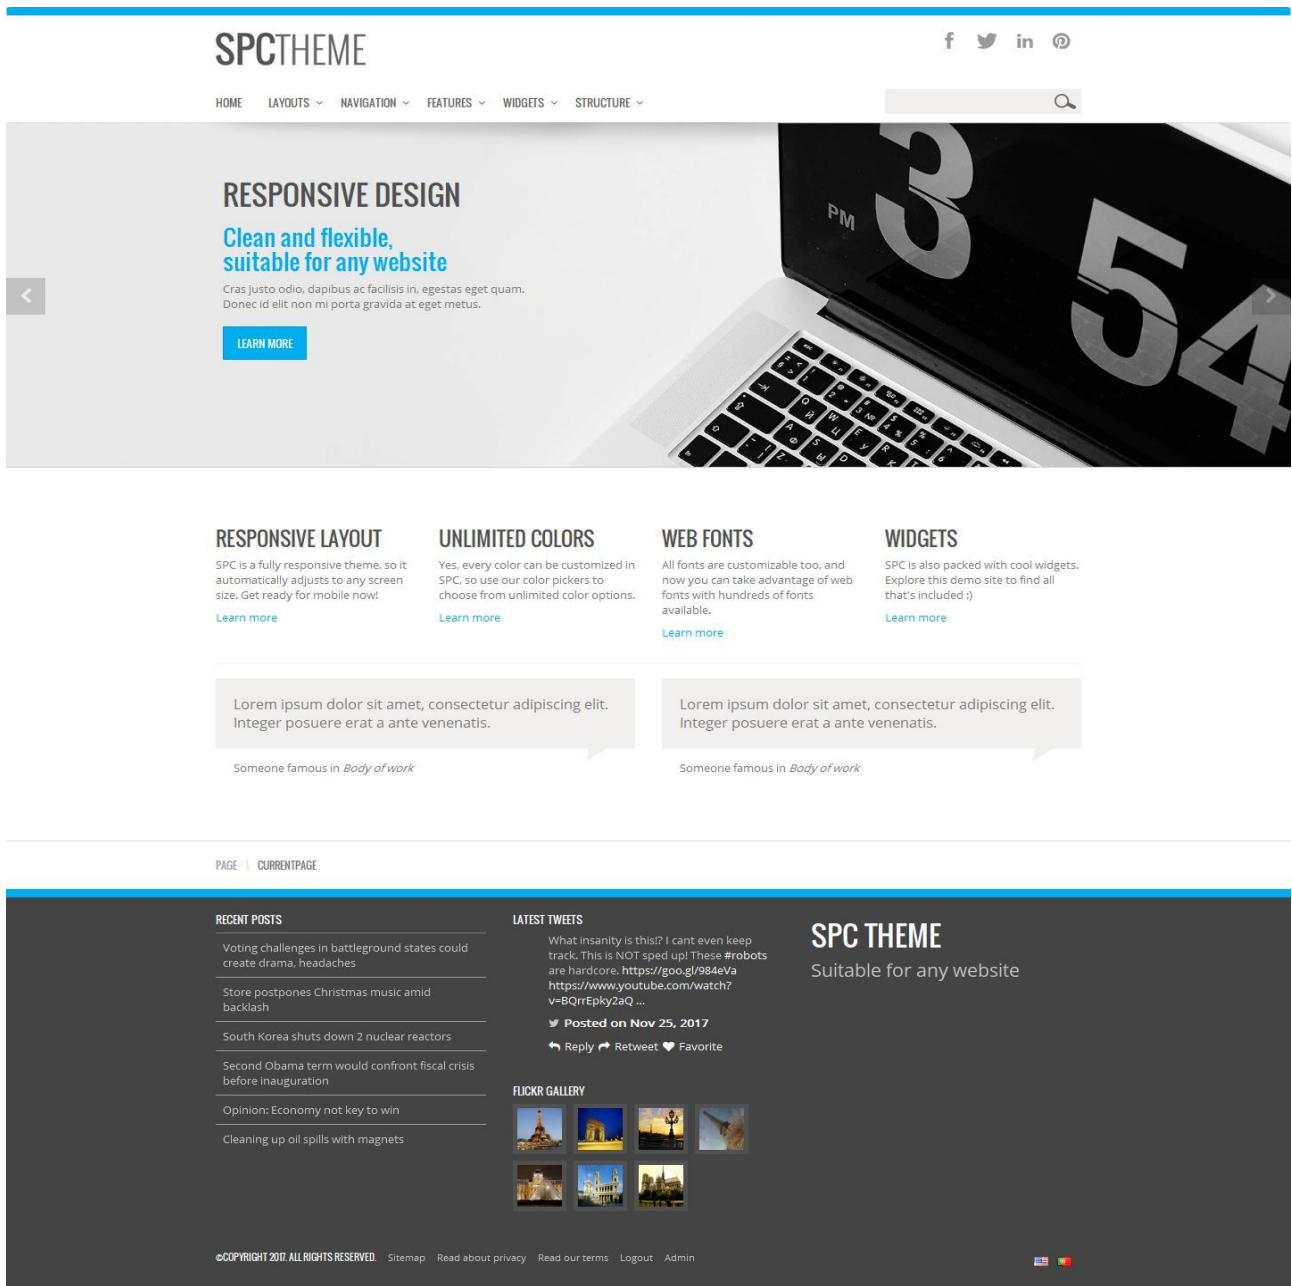 SPCTHEME
HOME LAYOUTS NAVIGATION FEATURES WIDGETS STRUCTURE
RESPONSIVE DESIGN
Clean and flexible,
suitable for any website
Cras justo odio, dapibus ac facilisis in, egestas eget quam.
Donec id elit non mi porta gravida at eget metus.
LEARN MORE
PM
3
54
RESPONSIVE LAYOUT
SPC is a fully responsive theme, so it
automatically adjusts to any screen
size. Get ready for mobile now!
Learn more
UNLIMITED COLORS
Yes, every color can be customized in
SPC, so use our color pickers to
choose from unlimited color options.
Learn more
WEB FONTS
All fonts are customizable too, and
now you can take advantage of web
fonts with hundreds of fonts
available.
Learn more
WIDGETS
SPC is also packed with cool widgets.
Explore this demo site to find all
that's included :)
Learn more
Lorem ipsum dolor sit amet, consectetur adipiscing elit.
Integer posuere erat a ante venenatis.
Someone famous in Body of work
Lorem ipsum dolor sit amet, consectetur adipiscing elit.
Integer posuere erat a ante venenatis.
Someone famous in Body of work
PAGE \ CURRENTPAGE
RECENT POSTS
Voting challenges in battleground states could
create drama, headaches
Store postpones Christmas music amid
backlash
South Korea shuts down 2 nuclear reactors
Second Obama term would confront fiscal crisis
before inauguration
Opinion: Economy not key to win
Cleaning up oil spills with magnets
LATEST TWEETS
What insanity is this!? I cant even keep
track. This is NOT sped up! These #robots
are hardcore. https://goo.gl/984eVa
https://www.youtube.com/watch?
v=BQrrEpky2aQ ...
Posted on Nov 25, 2017
Reply Retweet Favorite
FLICKR GALLERY
SPC THEME
Suitable for any website
©COPYRIGHT 2017. ALL RIGHTS RESERVED. Sitemap Read about privacy Read our terms Logout Admin